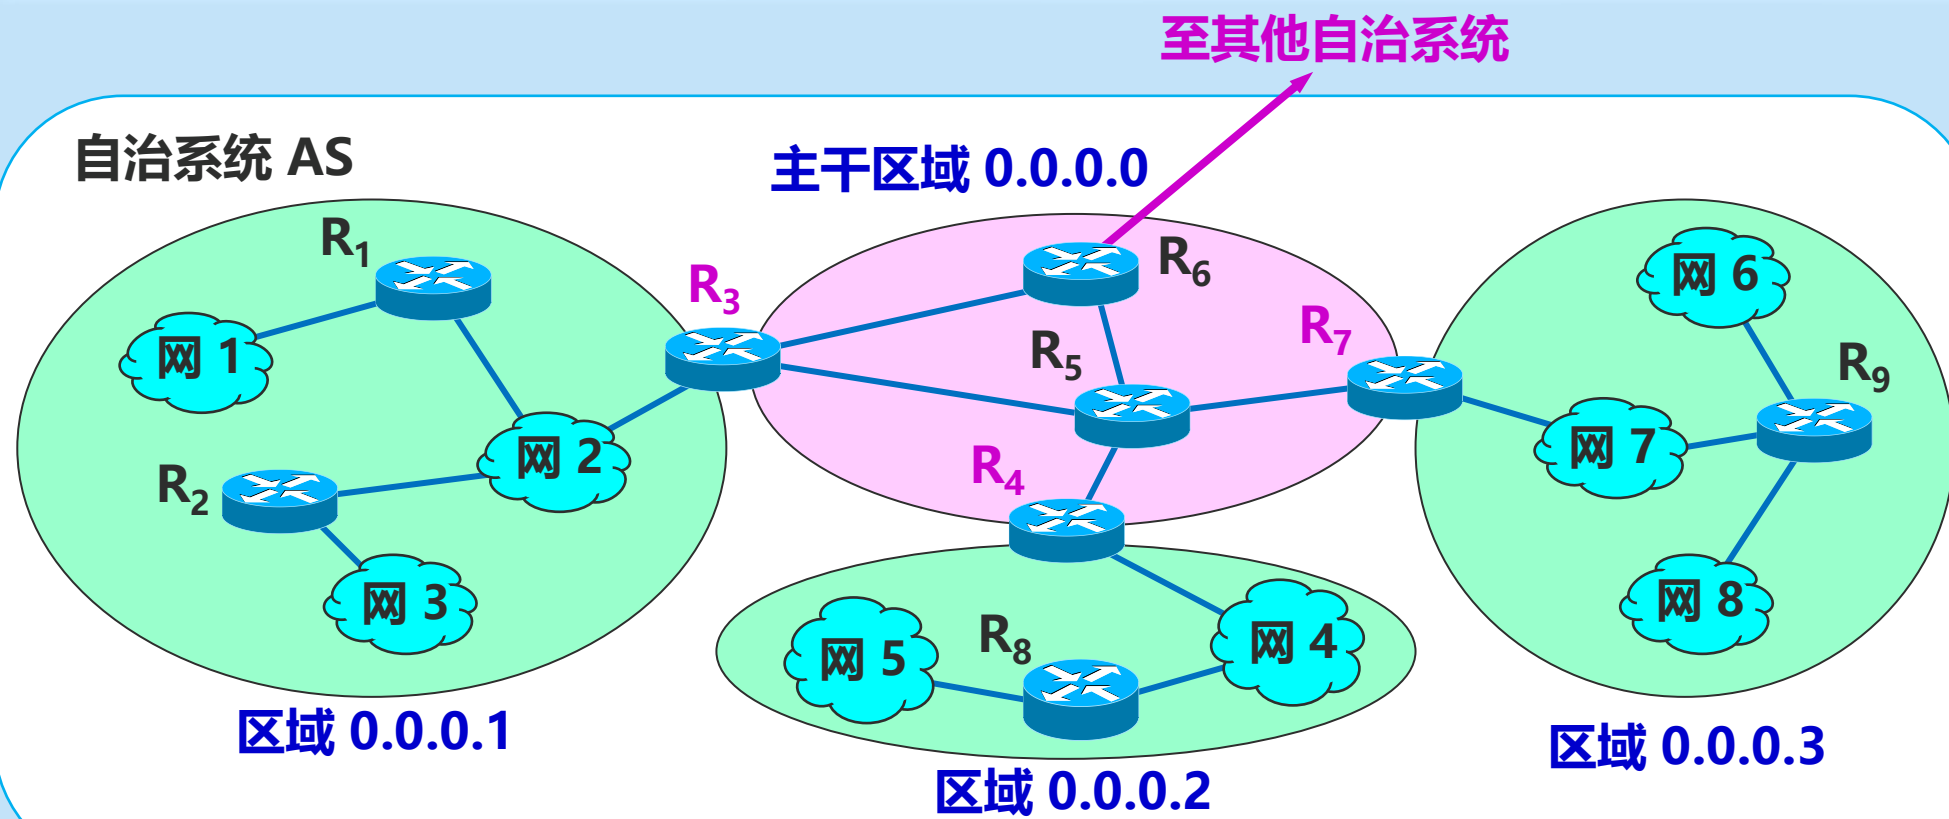 至其他自治系统
自治系统 AS
主干区域 0.0.0.0
R1
R6
网 6
R3
R7
网 1
R5
R9
网 2
网 7
R2
R4
网 3
网 8
R8
网 4
网 5
区域 0.0.0.1
区域 0.0.0.3
区域 0.0.0.2